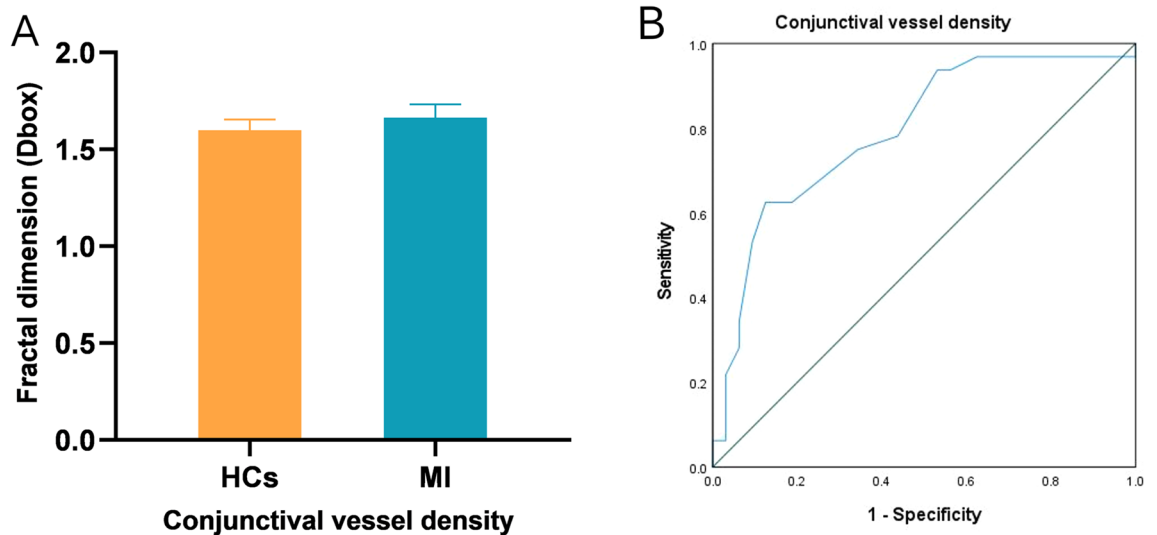 A
Fractal dimension (Dbox)
2.0
1.5
1.0
0.5
0.0
HCs MI
Conjunctival vessel density
B
Conjunctival vessel density
Sensitivity
1.0
0.8
0.6
0.4
0.2
0.0
0.0 0.2 0.4 0.6 0.8 1.0
1 - Specificity